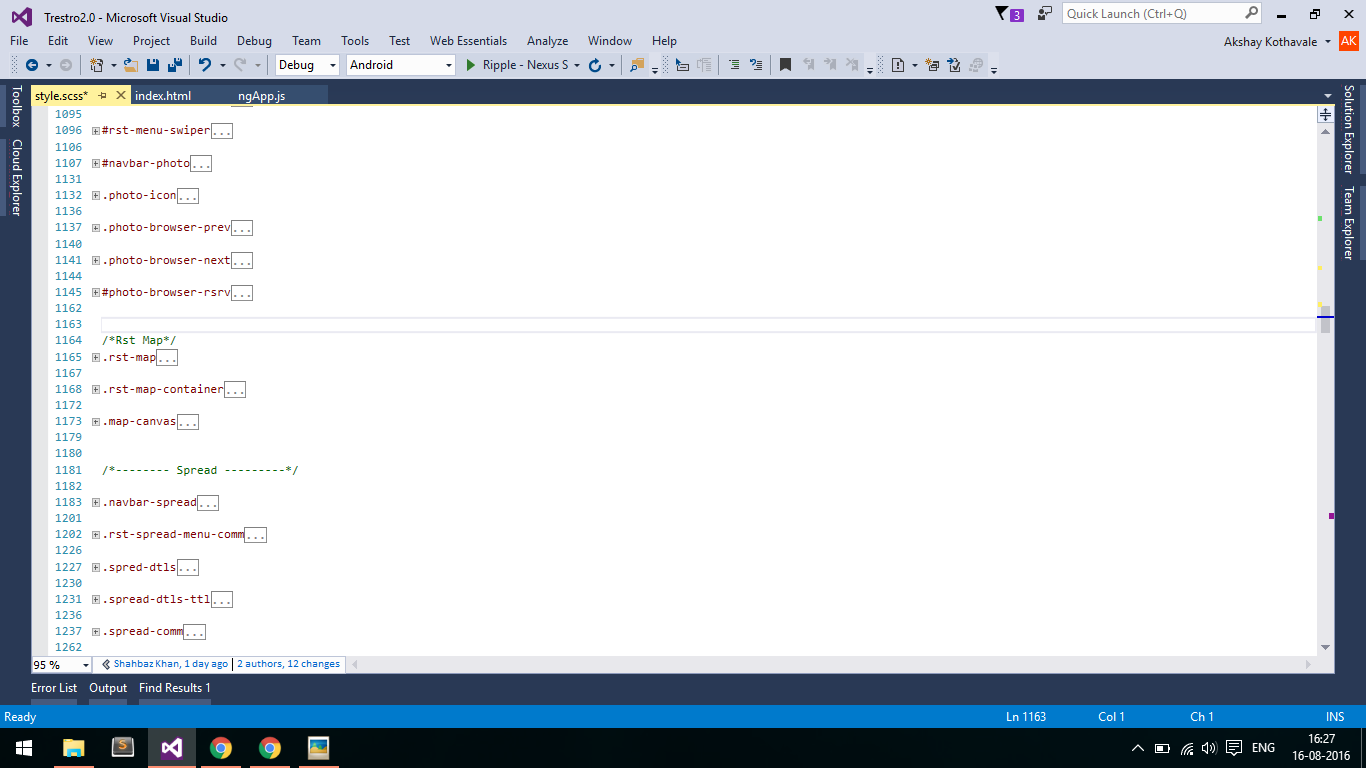 Trestro2.0 - Microsoft Visual Studio
3
Quick Launch (Ctrl+Q)
File Edit View Project Build Debug Team Tools Test Web Essentials Analyze Window Help
Akshay Kothavale AK
Debug Android Ripple - Nexus S
Toolbox
Cloud Explorer
Solution Explorer
Team Explorer
style.scss* index.html ngApp.js
1095
1096 #rst-menu-swiper...
1106
1107 #navbar-photo...
1131
1132 .photo-icon...
1136
1137 .photo-browser-prev...
1140
1141 .photo-browser-next...
1144
1145 #photo-browser-rsrv...
1162
1163
1164 /*Rst Map*/
1165 .rst-map...
1167
1168 .rst-map-container...
1172
1173 .map-canvas...
1179
1180
1181 /*-------- Spread ---------*/
1182
1183 .navbar-spread...
1201
1202 .rst-spread-menu-comm...
1226
1227 .spred-dtls...
1230
1231 .spread-dtls-ttl...
1236
1237 .spread-comm...
1262
95 % Shahbaz Khan, 1 day ago | 2 authors, 12 changes
Error List Output Find Results 1
Ready Ln 1163 Col 1 Ch 1 INS
S
ENG
16:27
16-08-2016